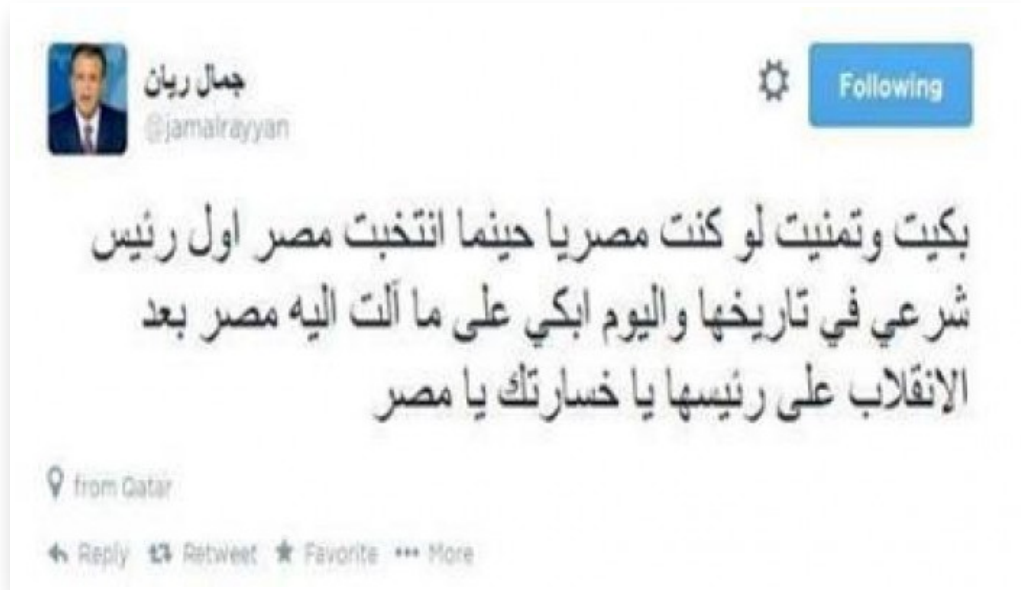 جمال ريان
@jamalrayyan
Following
بكيت وتمنيت لو كنت مصريا حينما انتخبت مصر اول رئيس
شرعي في تاريخها واليوم ابكي على ما آلت اليه مصر بعد
الانقلاب على رئيسها يا خسارتك يا مصر
from Qatar
Reply Retweet Favorite More